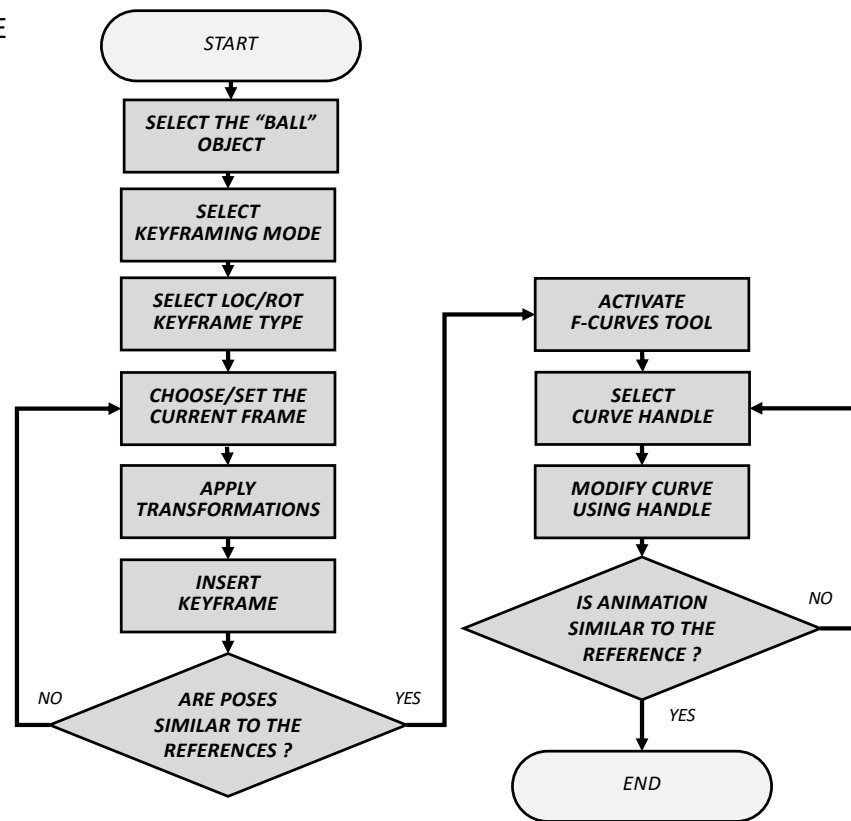 E
START
SELECT THE “BALL”
OBJECT
SELECT
KEYFRAMING MODE
SELECT LOC/ROT
KEYFRAME TYPE
CHOOSE/SET THE
CURRENT FRAME
APPLY
TRANSFORMATIONS
INSERT
KEYFRAME
NO
ARE POSES
SIMILAR TO THE
REFERENCES ?
YES
ACTIVATE
F-CURVES TOOL
SELECT
CURVE HANDLE
MODIFY CURVE
USING HANDLE
IS ANIMATION
SIMILAR TO THE
REFERENCE ?
NO
YES
END